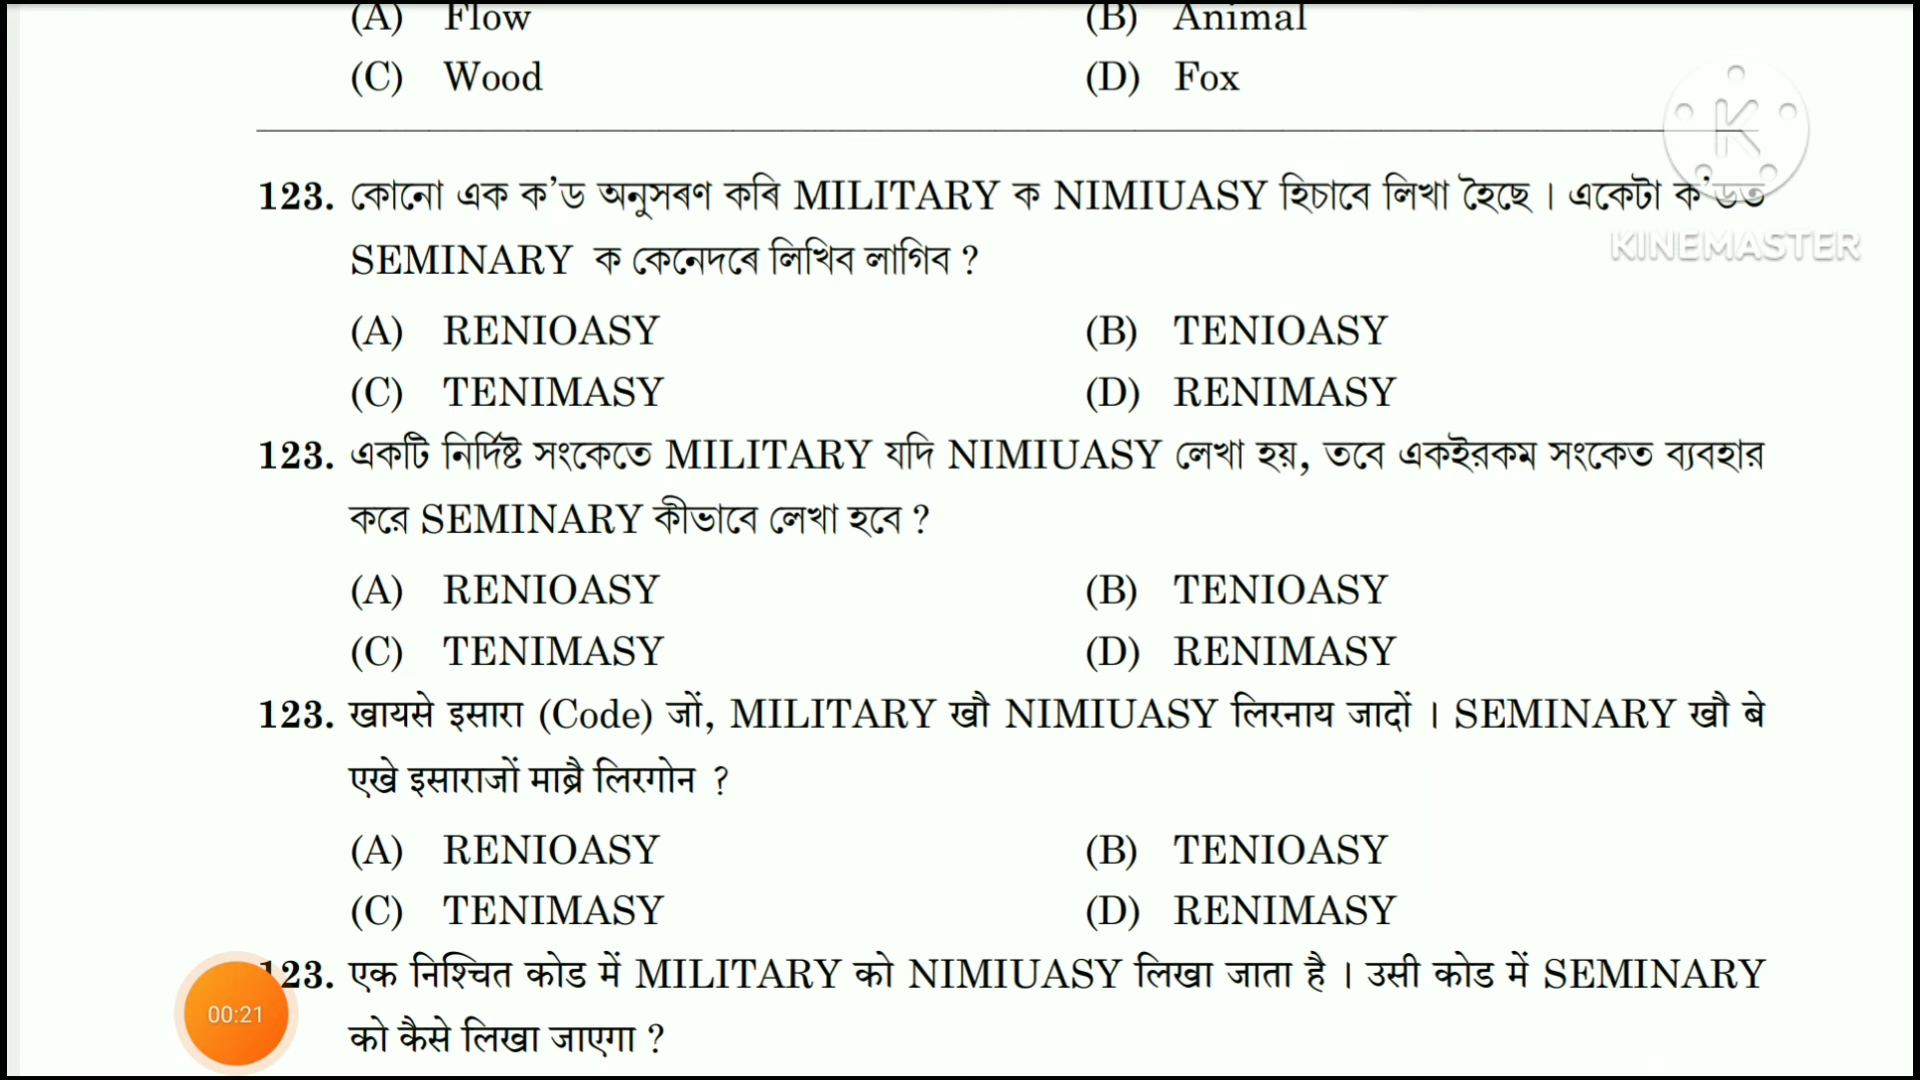 (A) Flow (B) Animal
(C) Wood (D) Fox
123. কোনো এক ক'ড অনুসৰণ কৰি MILITARY ক NIMIUASY হিচাবে লিখা হৈছে । একেটা ক'ডত
KINEMASTER
SEMINARY ক কেনেদৰে লিখিব লাগিব ?
(A) RENIOASY (B) TENIOASY
(C) TENIMASY (D) RENIMASY
123. একটি নির্দিষ্ট সংকেতে MILITARY যদি NIMIUASY লেখা হয়, তবে একইরকম সংকেত ব্যবহার
করে SEMINARY কীভাবে লেখা হবে ?
(A) RENIOASY (B) TENIOASY
(C) TENIMASY (D) RENIMASY
123. खायसे इसारा (Code) जों, MILITARY खौ NIMIUASY लिरनाय जादों । SEMINARY खौ बे
एखे इसाराजों माब्रै लिरगोन ?
(A) RENIOASY (B) TENIOASY
(C) TENIMASY (D) RENIMASY
123. एक निश्चित कोड में MILITARY को NIMIUASY लिखा जाता है । उसी कोड में SEMINARY
00:21
को कैसे लिखा जाएगा ?